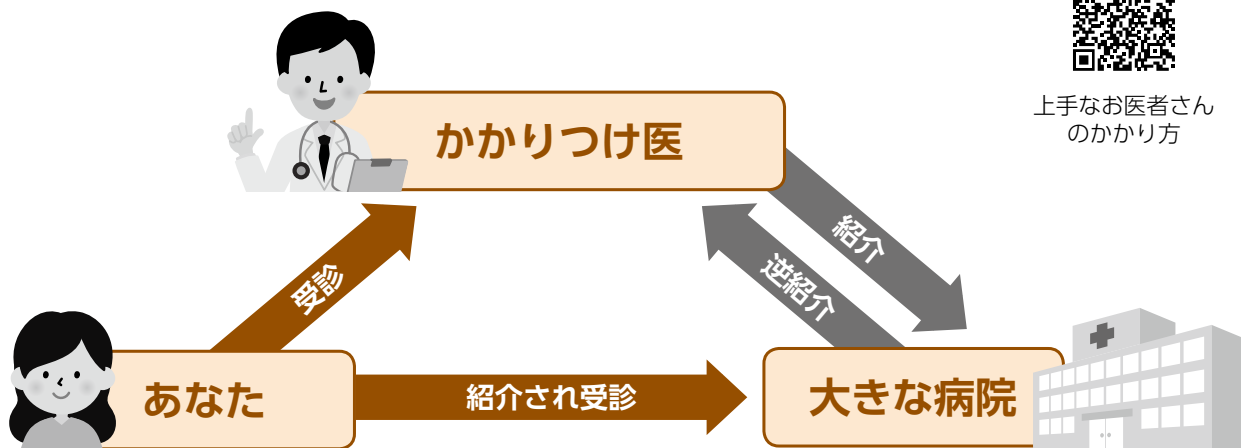 上手なお医者さん
のかかり方
かかりつけ医
紹介
逆紹介
受診
あなた
紹介され受診
大きな病院